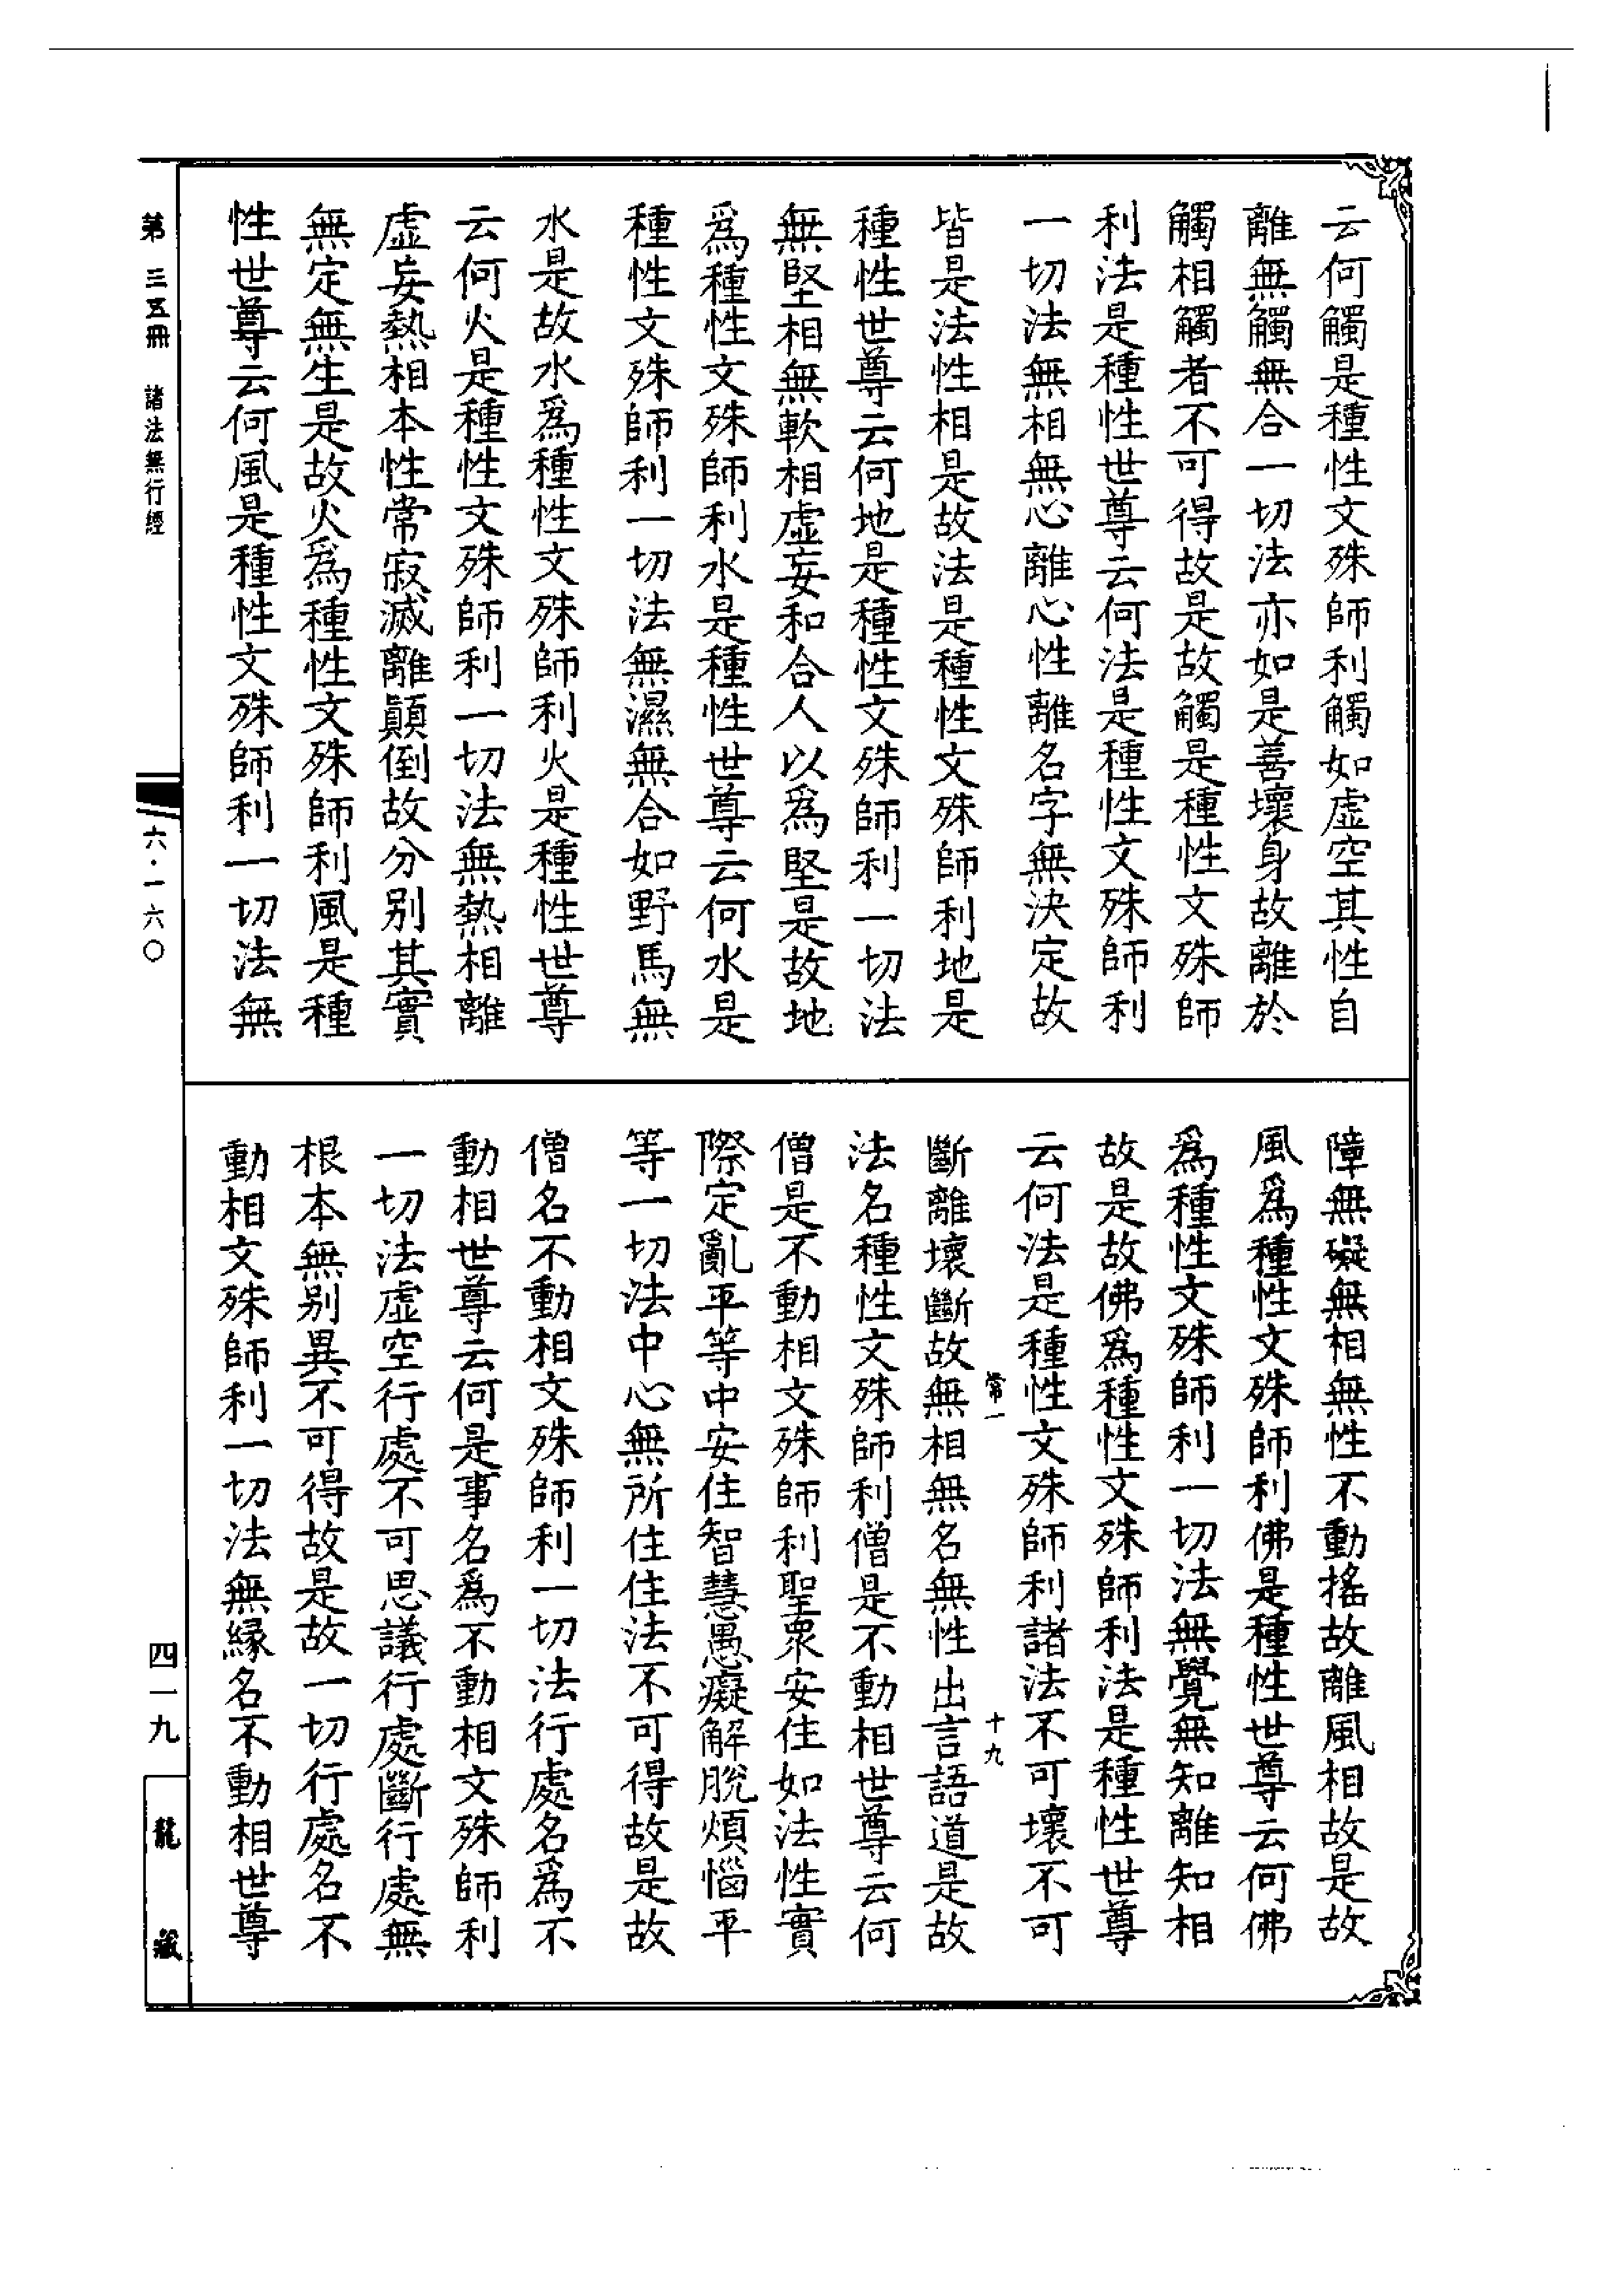 云何觸是種性文殊師利觸如虛空其性自
離無觸無合一切法亦如是善壞身故離於
觸相觸者不可得故是故觸是種性文殊師
利法是種性世尊云何法是種性文殊師利
一切法無相無心離心性離名字無決定故
皆是法性相是故法是種性文殊師利地是
種性世尊云何地是種性文殊師利一切法
無堅相無軟相虛妄和合人以爲堅是故地
爲種性文殊師利水是種性世尊云何水是
種性文殊師利一切法無濕無合如野馬無
水是故水爲種性文殊師利火是種性世尊
云何火是種性文殊師利一切法無熱相離
虛妄熱相本性常寂滅離顛倒故分別其實
無定無生是故火爲種性文殊師利風是種
性世尊云何風是種性文殊師利一切法無
障無礙無相無性不動搖故離風相故是故
風爲種性文殊師利佛是種性世尊云何佛
爲種性文殊師利一切法無覺無知離知相
故是故佛爲種性文殊師利法是種性世尊
云何法是種性文殊師利諸法不可壞不可
常一 十九
斷離壞斷故無相無名無性出言語道是故
法名種性文殊師利僧是不動相世尊云何
僧是不動相文殊師利聖衆安住如法性實
際定亂平等中安住智慧愚癡解脫煩惱平
等一切法中心無所住住法不可得故是故
僧名不動相文殊師利一切法行處名爲不
動相世尊云何是事名爲不動相文殊師利
一切法虛空行處不可思議行處斷行處無
根本無別異不可得故是故一切行處名不
動相文殊師利一切法無緣名不動相世尊
第三五冊 諸法無行經
六·一六〇
四一九
龍藏